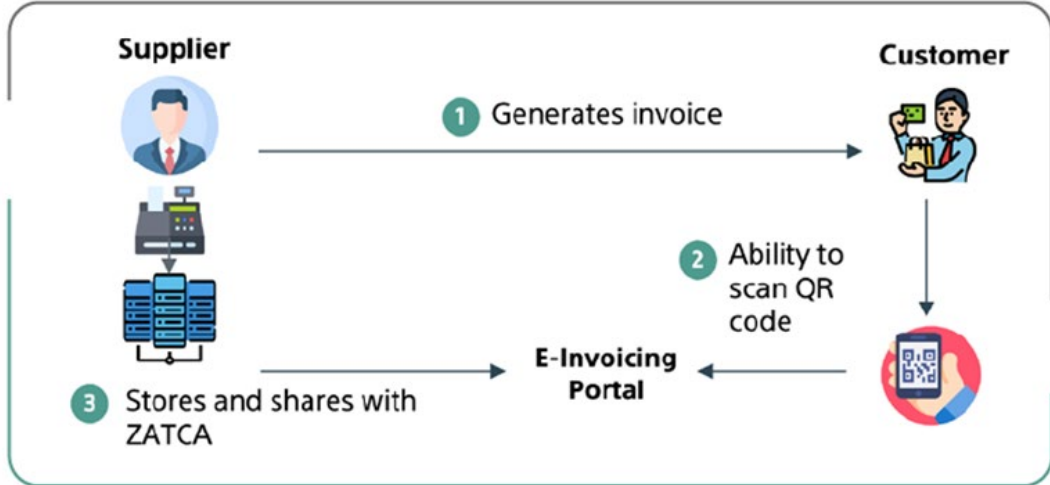 Supplier
Customer
1 Generates invoice
2 Ability to
scan QR
code
E-Invoicing
Portal
3 Stores and shares with
ZATCA